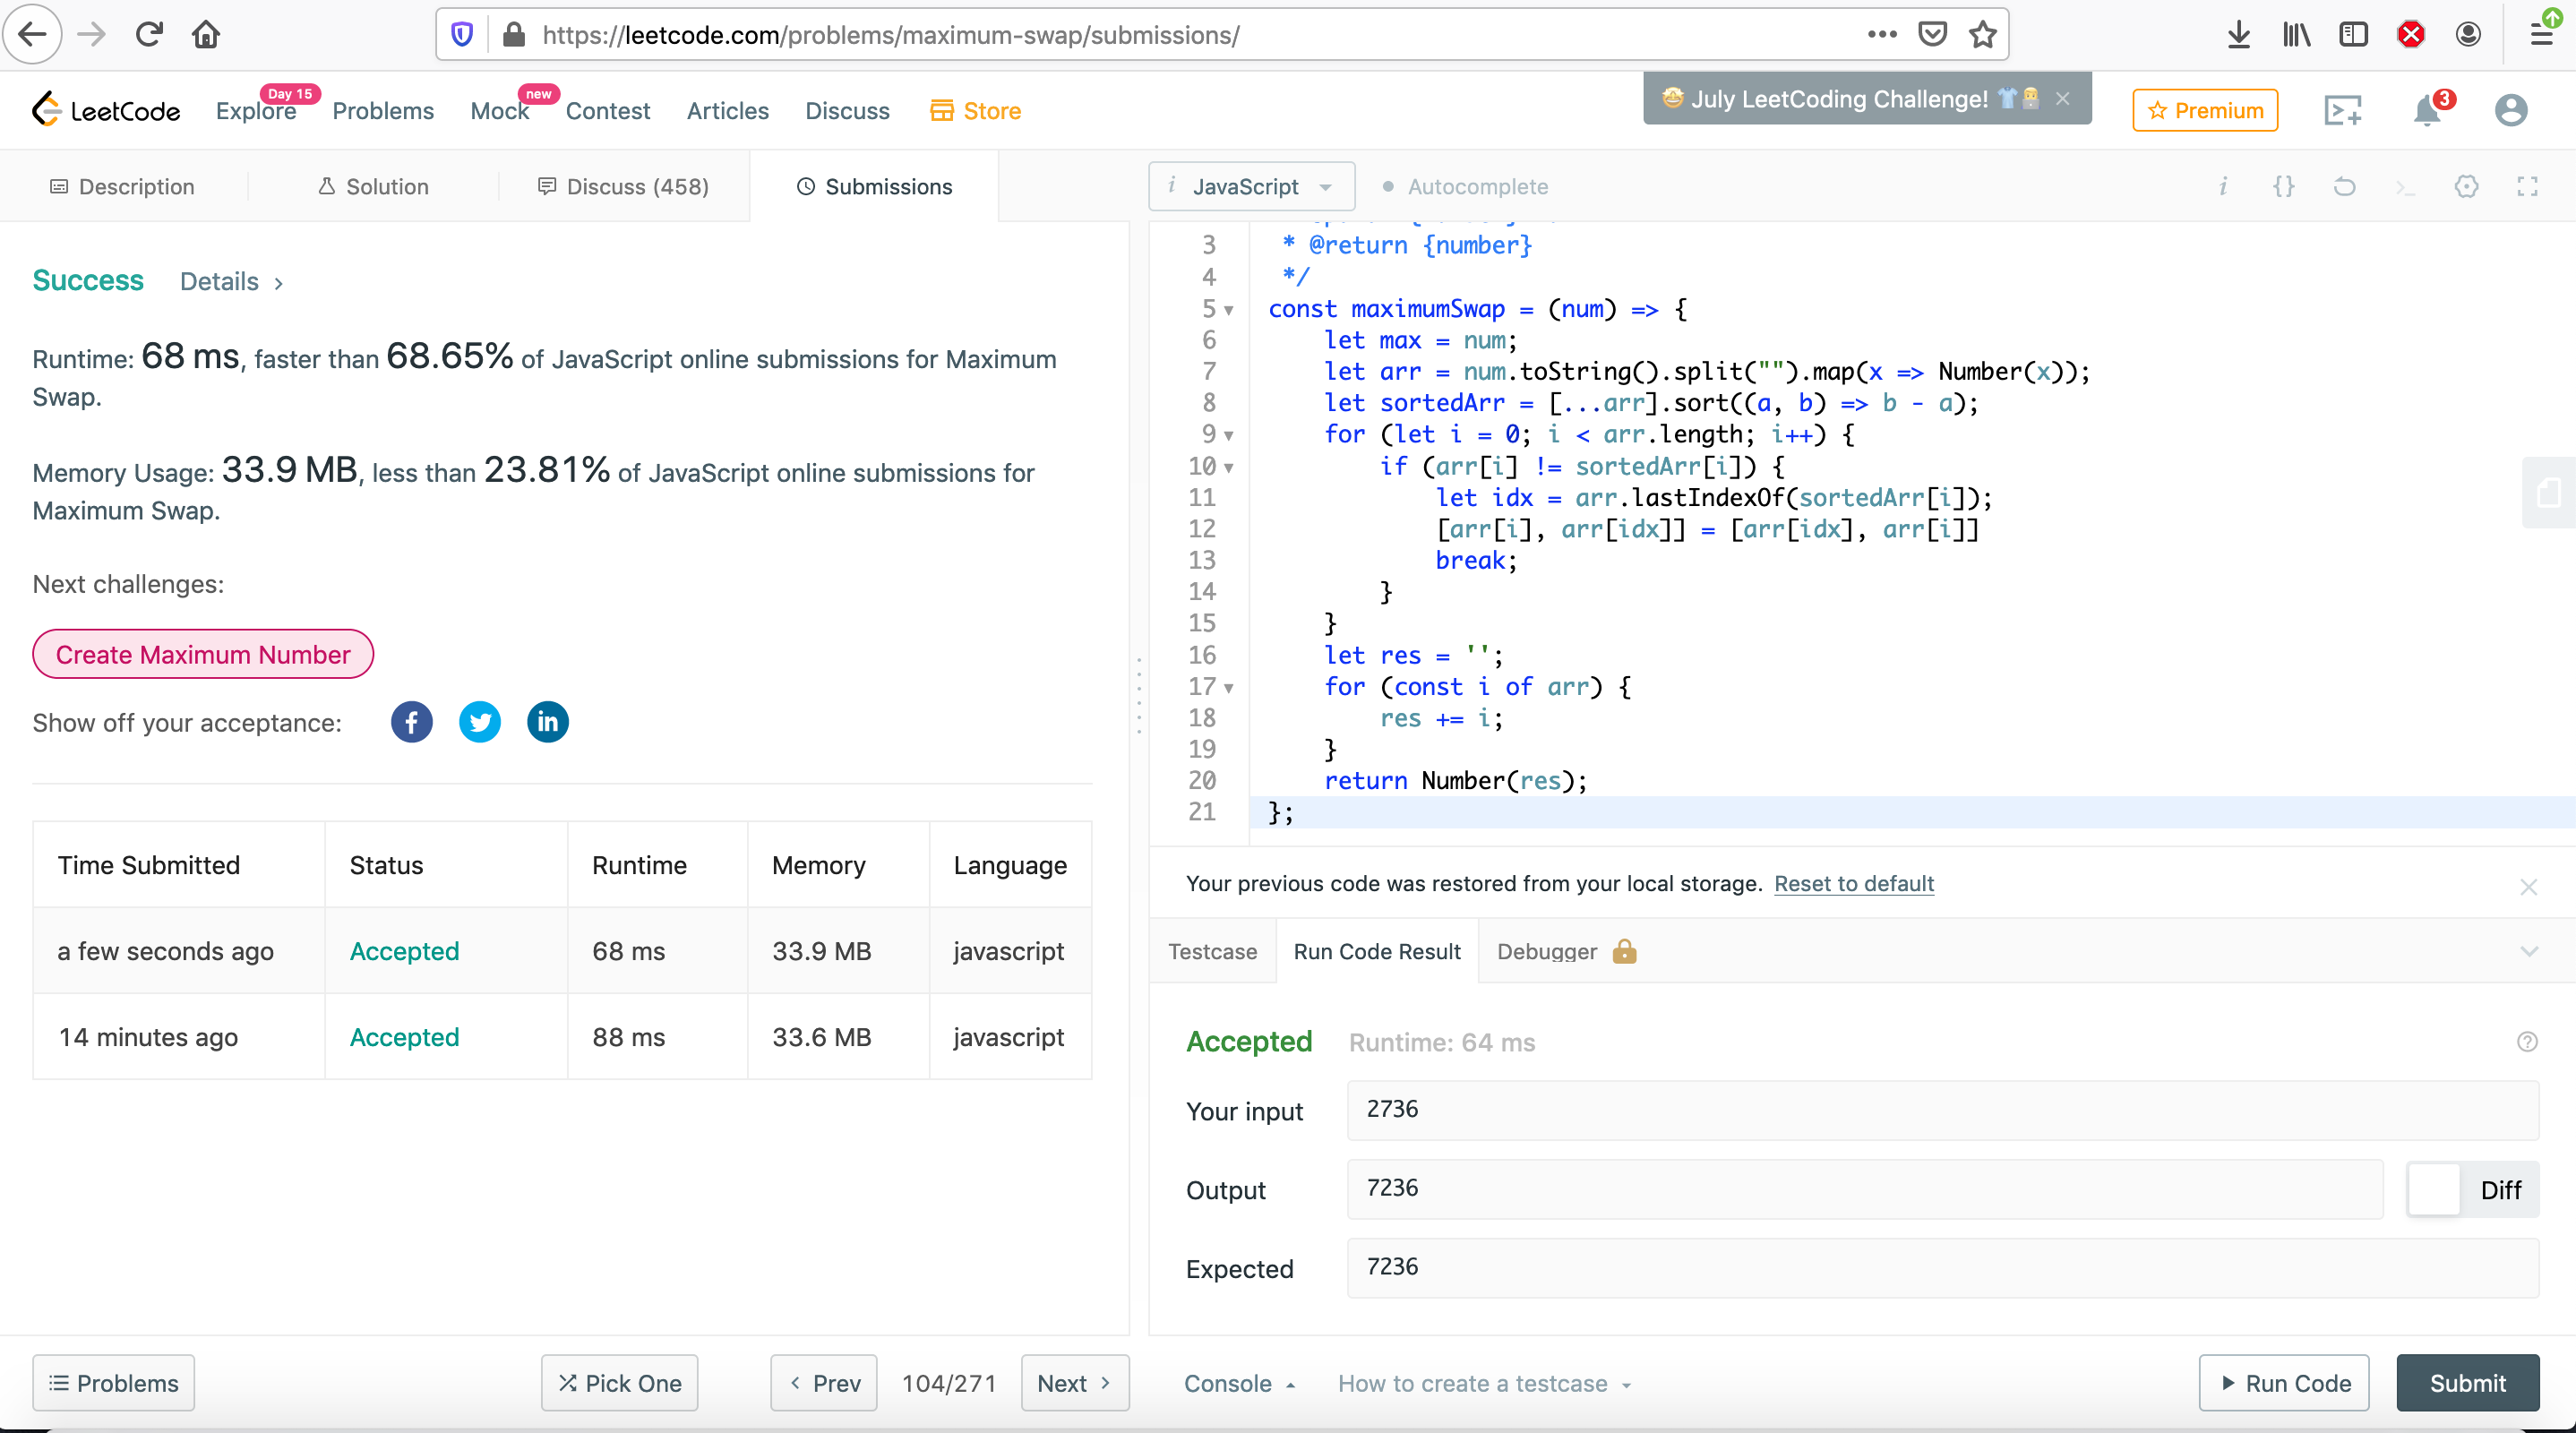 https://leetcode.com/problems/maximum-swap/submissions/
LeetCode
Explore
Day 15
Problems
Mock
new
Contest
Articles
Discuss
Store
July LeetCoding Challenge!
Premium
3
Description
Solution
Discuss (458)
Submissions
Success
Details
Runtime: 68 ms, faster than 68.65% of JavaScript online submissions for Maximum
Swap.
Memory Usage: 33.9 MB, less than 23.81% of JavaScript online submissions for
Maximum Swap.
Next challenges:
Create Maximum Number
Show off your acceptance:
Time Submitted Status Runtime Memory Language
a few seconds ago Accepted 68 ms 33.9 MB javascript
14 minutes ago Accepted 88 ms 33.6 MB javascript
Problems
Pick One
Prev
104/271
Next
i JavaScript
Autocomplete
i {}
3 * @return {number}
4 */
5 const maximumSwap = (num) => {
6 let max = num;
7 let arr = num.toString().split("").map(x => Number(x));
8 let sortedArr = [...arr].sort((a, b) => b - a);
9 for (let i = 0; i < arr.length; i++) {
10 if (arr[i] != sortedArr[i]) {
11 let idx = arr.lastIndexOf(sortedArr[i]);
12 [arr[i], arr[idx]] = [arr[idx], arr[i]]
13 break;
14 }
15 }
16 let res = '';
17 for (const i of arr) {
18 res += i;
19 }
20 return Number(res);
21 };
Your previous code was restored from your local storage. Reset to default
Testcase
Run Code Result
Debugger
Accepted Runtime: 64 ms
Your input 2736
Output 7236
Diff
Expected 7236
Console
How to create a testcase
Run Code
Submit